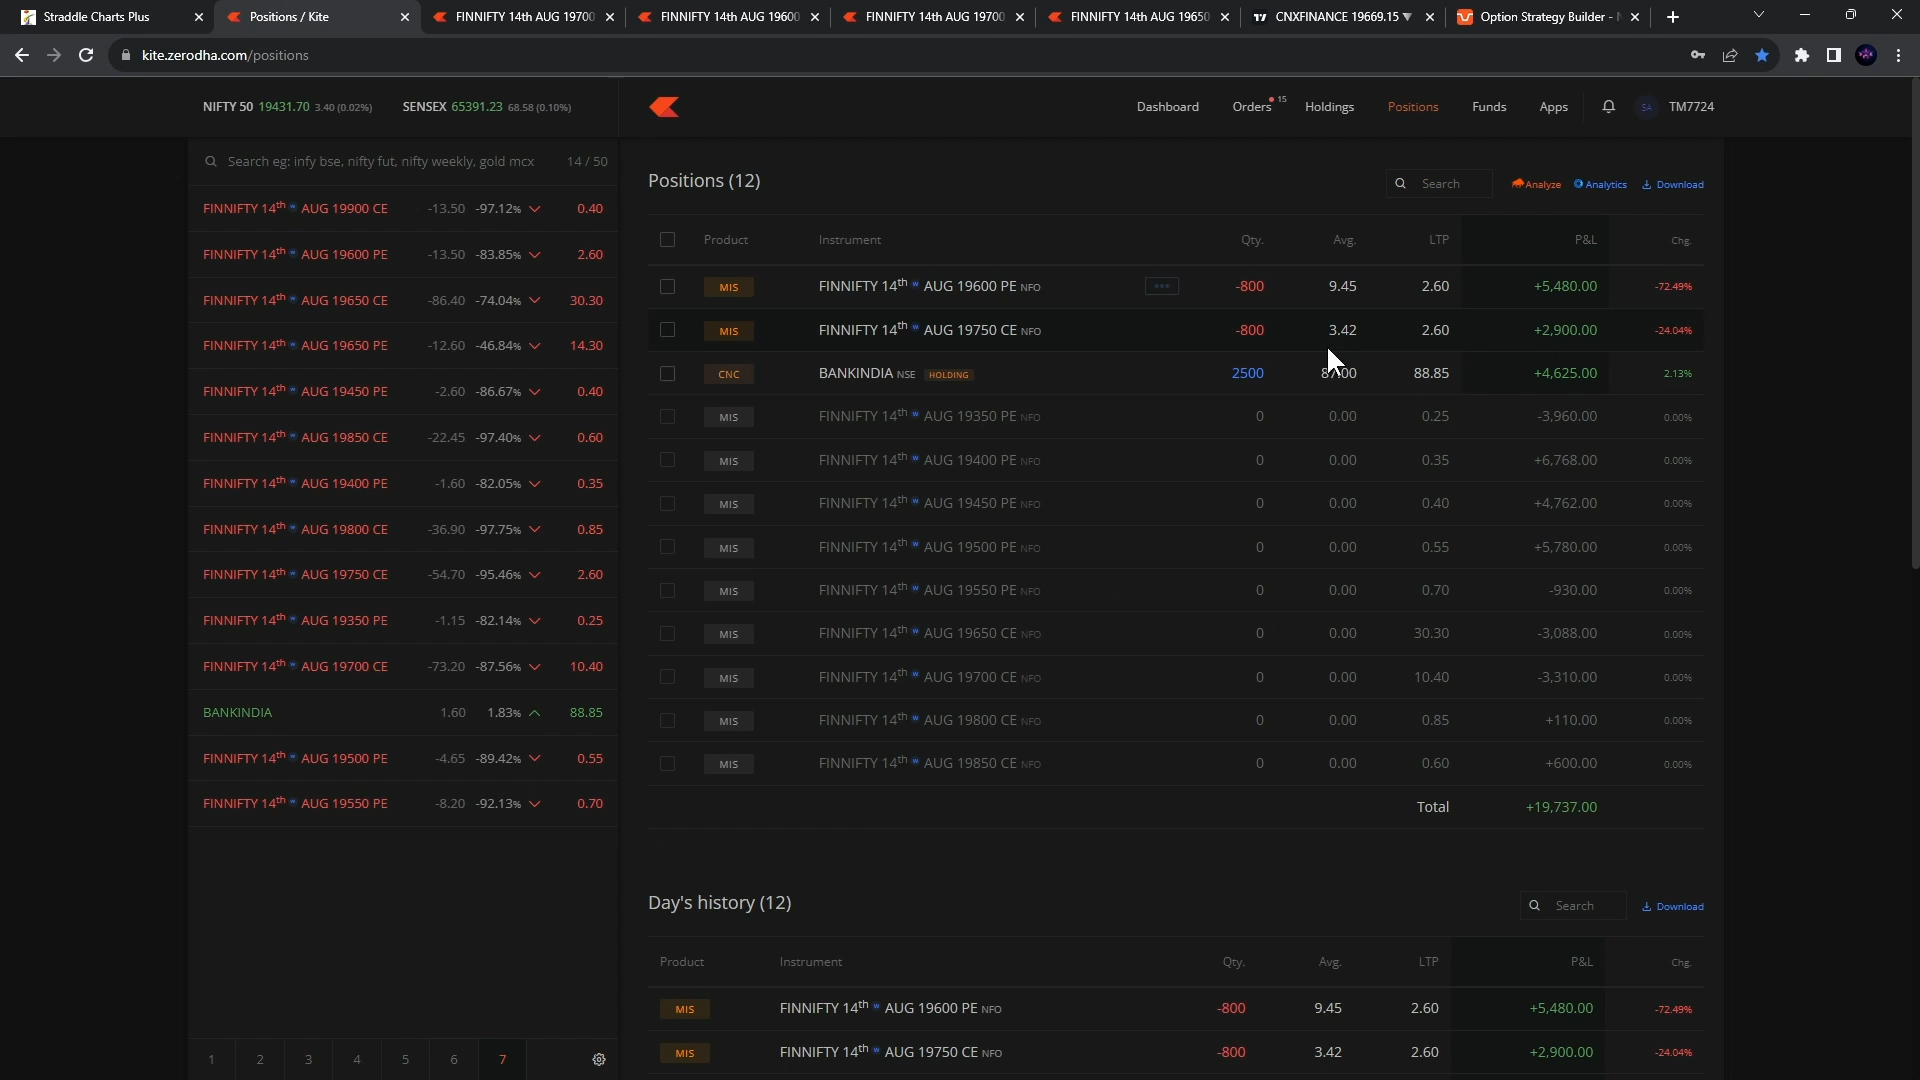 Straddle Charts Plus
Positions / Kite
FINNIFTY 14th AUG 19700
FINNIFTY 14th AUG 19600
FINNIFTY 14th AUG 19700
FINNIFTY 14th AUG 19650
CNXFINANCE 19669.15 ▼
Option Strategy Builder -
kite.zerodha.com/positions
NIFTY 50 19431.70 3.40 (0.02%) SENSEX 65391.23 68.58 (0.10%)
Dashboard Orders 15 Holdings Positions Funds Apps SA TM7724
Search eg: infy bse, nifty fut, nifty weekly, gold mcx 14 / 50
FINNIFTY 14th w AUG 19900 CE -13.50 -97.12% 0.40
FINNIFTY 14th w AUG 19600 PE -13.50 -83.85% 2.60
FINNIFTY 14th w AUG 19650 CE -86.40 -74.04% 30.30
FINNIFTY 14th w AUG 19650 PE -12.60 -46.84% 14.30
FINNIFTY 14th w AUG 19450 PE -2.60 -86.67% 0.40
FINNIFTY 14th w AUG 19850 CE -22.45 -97.40% 0.60
FINNIFTY 14th w AUG 19400 PE -1.60 -82.05% 0.35
FINNIFTY 14th w AUG 19800 CE -36.90 -97.75% 0.85
FINNIFTY 14th w AUG 19750 CE -54.70 -95.46% 2.60
FINNIFTY 14th w AUG 19350 PE -1.15 -82.14% 0.25
FINNIFTY 14th w AUG 19700 CE -73.20 -87.56% 10.40
BANKINDIA 1.60 1.83% 88.85
FINNIFTY 14th w AUG 19500 PE -4.65 -89.42% 0.55
FINNIFTY 14th w AUG 19550 PE -8.20 -92.13% 0.70
1 2 3 4 5 6 7
Positions (12) Search Analyze Analytics Download
Product Instrument Qty. Avg. LTP P&L Chg.
MIS FINNIFTY 14th w AUG 19600 PE NFO -800 9.45 2.60 +5,480.00 -72.49%
MIS FINNIFTY 14th w AUG 19750 CE NFO -800 3.42 2.60 +2,900.00 -24.04%
CNC BANKINDIA NSE HOLDING 2500 87.00 88.85 +4,625.00 2.13%
MIS FINNIFTY 14th w AUG 19350 PE NFO 0 0.00 0.25 -3,960.00 0.00%
MIS FINNIFTY 14th w AUG 19400 PE NFO 0 0.00 0.35 +6,768.00 0.00%
MIS FINNIFTY 14th w AUG 19450 PE NFO 0 0.00 0.40 +4,762.00 0.00%
MIS FINNIFTY 14th w AUG 19500 PE NFO 0 0.00 0.55 +5,780.00 0.00%
MIS FINNIFTY 14th w AUG 19550 PE NFO 0 0.00 0.70 -930.00 0.00%
MIS FINNIFTY 14th w AUG 19650 CE NFO 0 0.00 30.30 -3,088.00 0.00%
MIS FINNIFTY 14th w AUG 19700 CE NFO 0 0.00 10.40 -3,310.00 0.00%
MIS FINNIFTY 14th w AUG 19800 CE NFO 0 0.00 0.85 +110.00 0.00%
MIS FINNIFTY 14th w AUG 19850 CE NFO 0 0.00 0.60 +600.00 0.00%
Total +19,737.00
Day's history (12) Search Download
Product Instrument Qty. Avg. LTP P&L Chg.
MIS FINNIFTY 14th w AUG 19600 PE NFO -800 9.45 2.60 +5,480.00 -72.49%
MIS FINNIFTY 14th w AUG 19750 CE NFO -800 3.42 2.60 +2,900.00 -24.04%